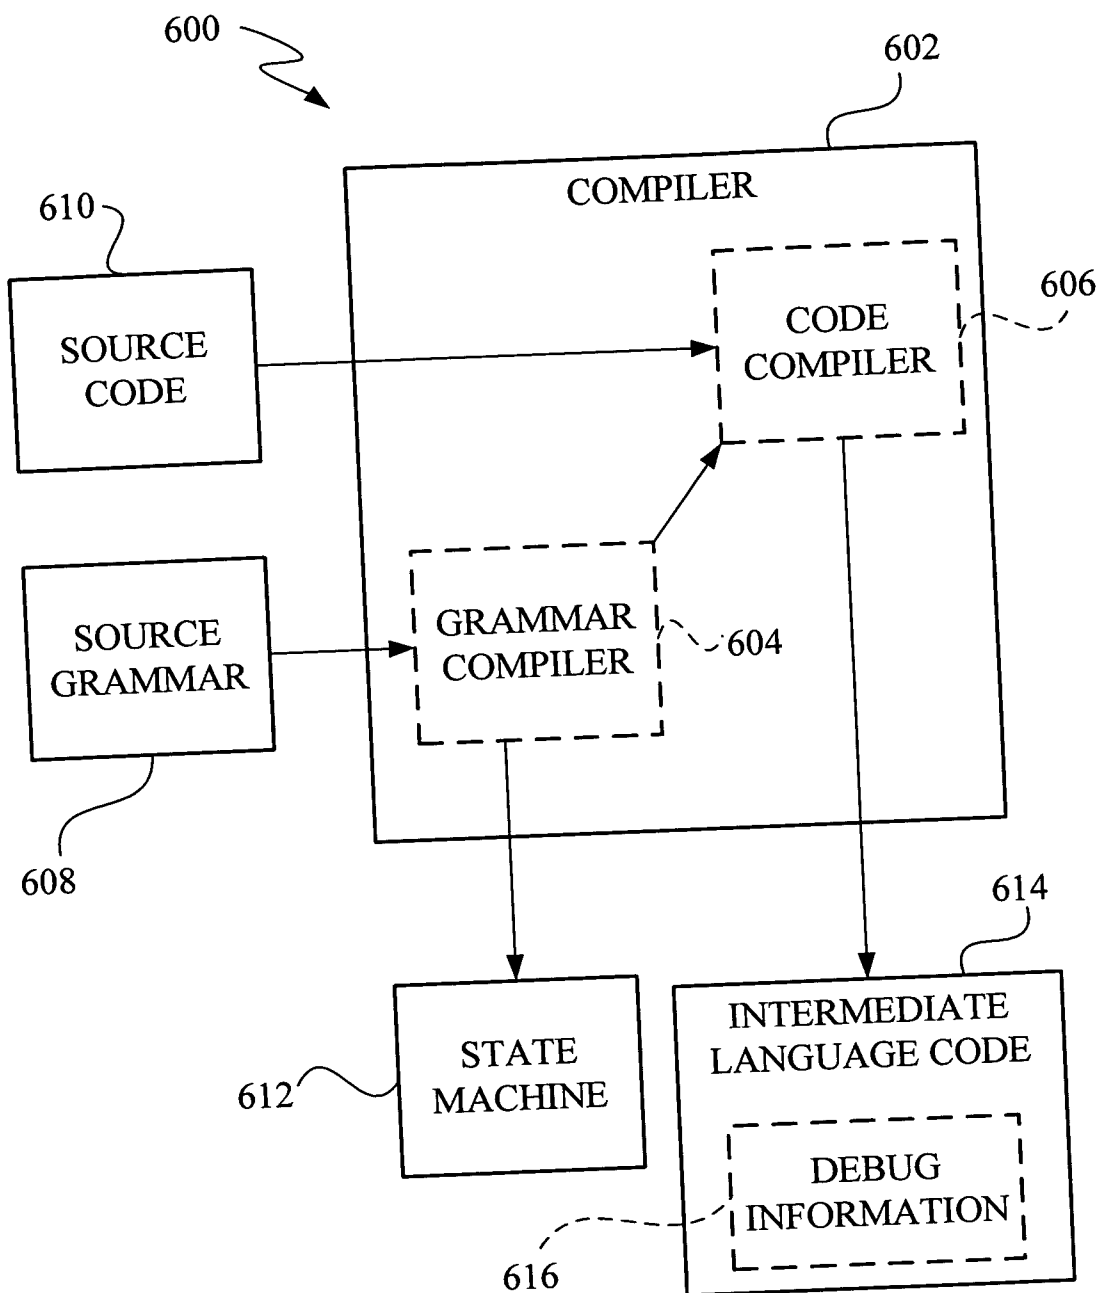 600
602
COMPILER
610
606
CODE
COMPILER
SOURCE
CODE
GRAMMAR
COMPILER
604
SOURCE
GRAMMAR
608
614
INTERMEDIATE
LANGUAGE CODE
STATE
MACHINE
612
DEBUG
INFORMATION
616